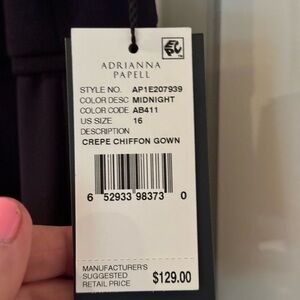 ADRIANNA
PAPELL
STYLE NO. AP1E207939
COLOR DESC MIDNIGHT
COLOR CODE AB411
US SIZE 16
DESCRIPTION
CREPE CHIFFON GOWN
6 52933 98373 0
MANUFACTURER'S
SUGGESTED
RETAIL PRICE $129.00